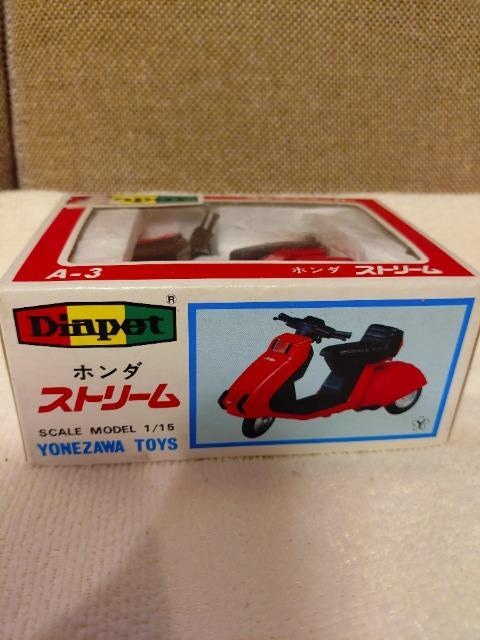 A-3
ホンダ ストリーム
Dinpet ®
ホンダ
ストリーム
SCALE MODEL 1/15
YONEZAWA TOYS
Y